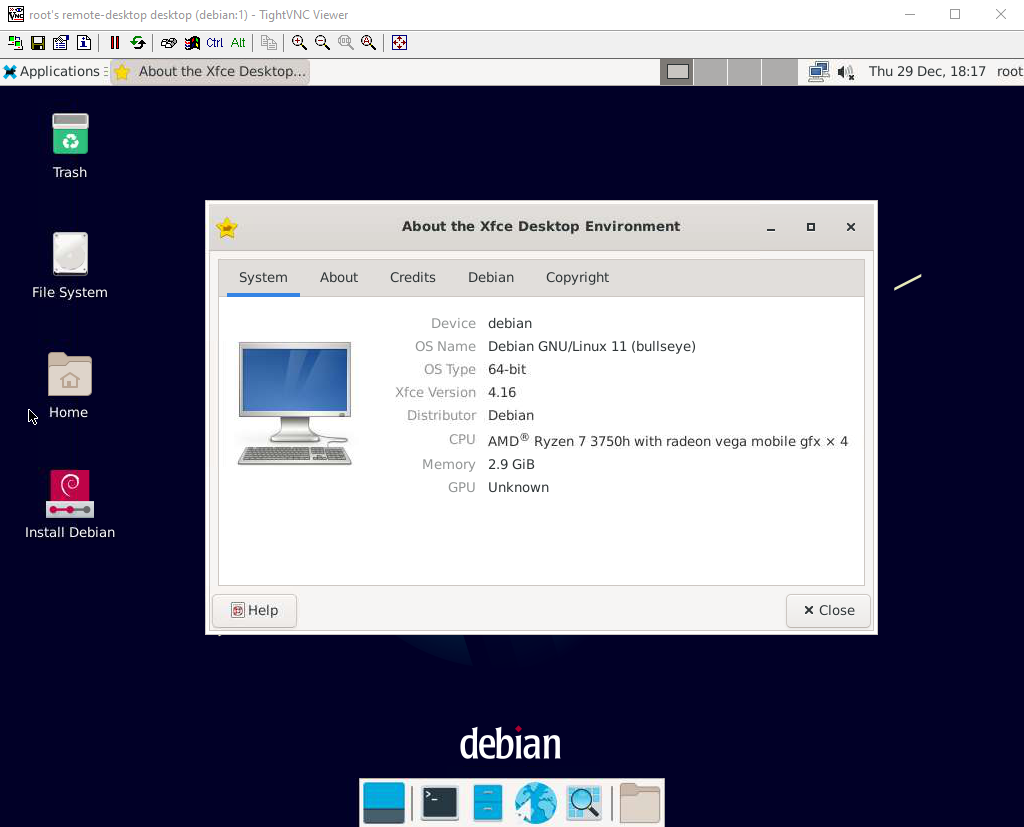 root's remote-desktop desktop (debian:1) - TightVNC Viewer
Ctrl Alt
Applications About the Xfce Desktop... Thu 29 Dec, 18:17 root
Trash
File System
Home
Install Debian
About the Xfce Desktop Environment
System About Credits Debian Copyright
Device debian
OS Name Debian GNU/Linux 11 (bullseye)
OS Type 64-bit
Xfce Version 4.16
Distributor Debian
CPU AMD® Ryzen 7 3750h with radeon vega mobile gfx × 4
Memory 2.9 GiB
GPU Unknown
Help Close
debian